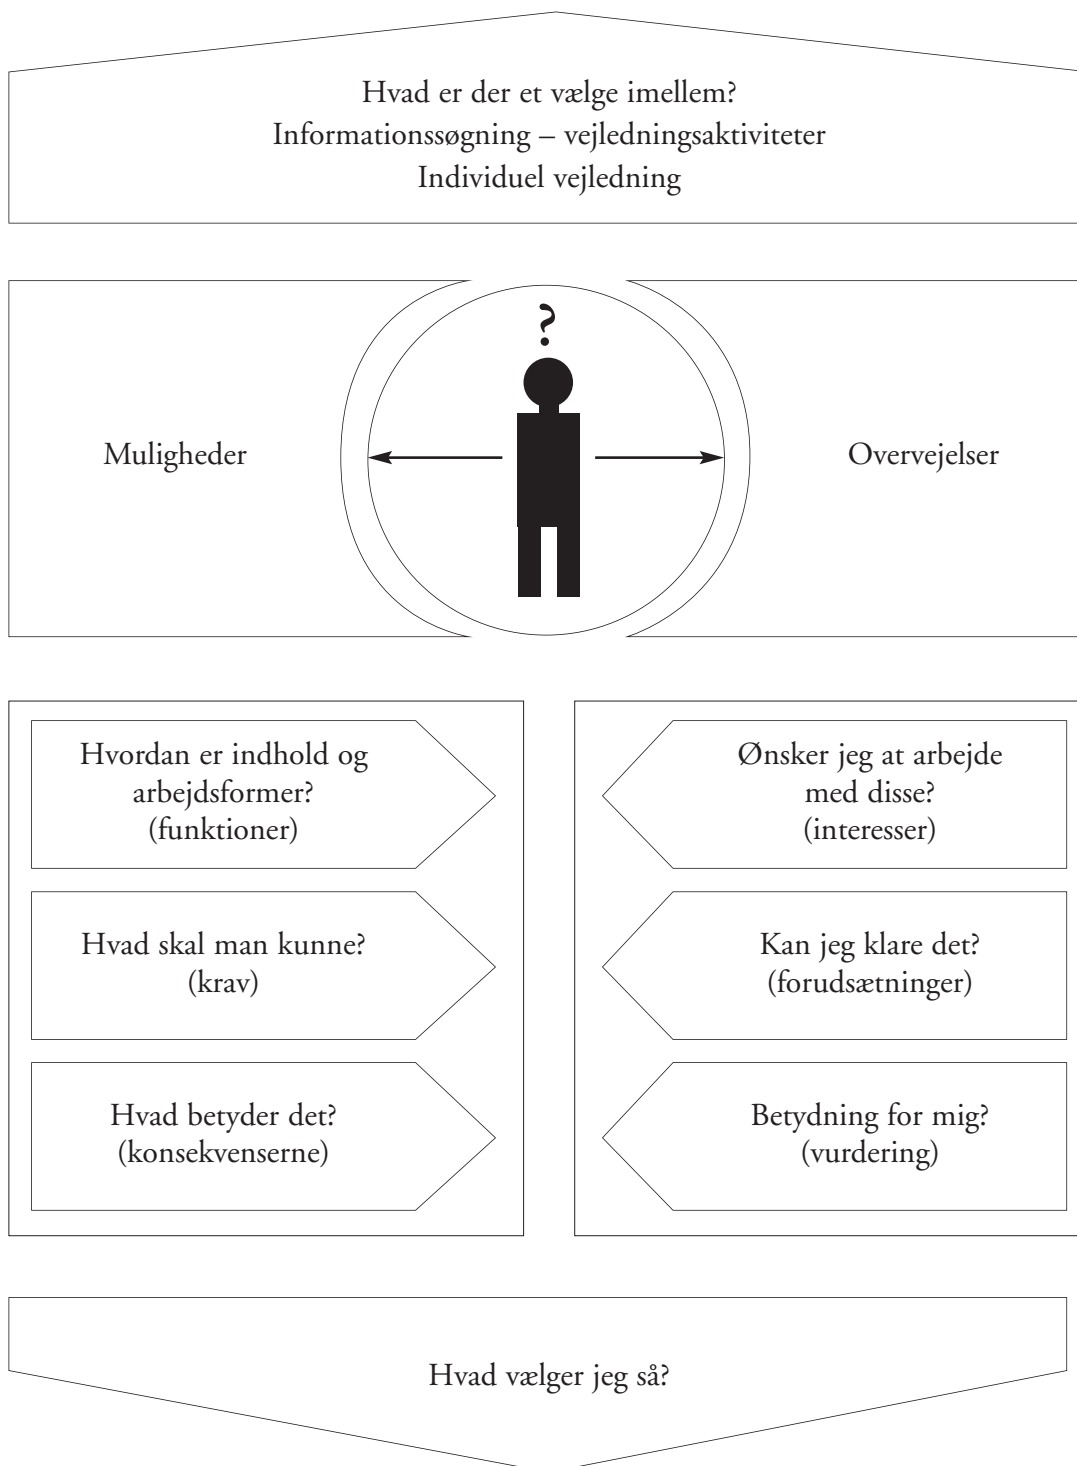 Hvad er der et vælge imellem?
Informationssøgning – vejledningsaktiviteter
Individuel vejledning
?
Muligheder
Overvejelser
Hvordan er indhold og
arbejdsformer?
(funktioner)
Ønsker jeg at arbejde
med disse?
(interesser)
Hvad skal man kunne?
(krav)
Kan jeg klare det?
(forudsætninger)
Hvad betyder det?
(konsekvenserne)
Betydning for mig?
(vurdering)
Hvad vælger jeg så?